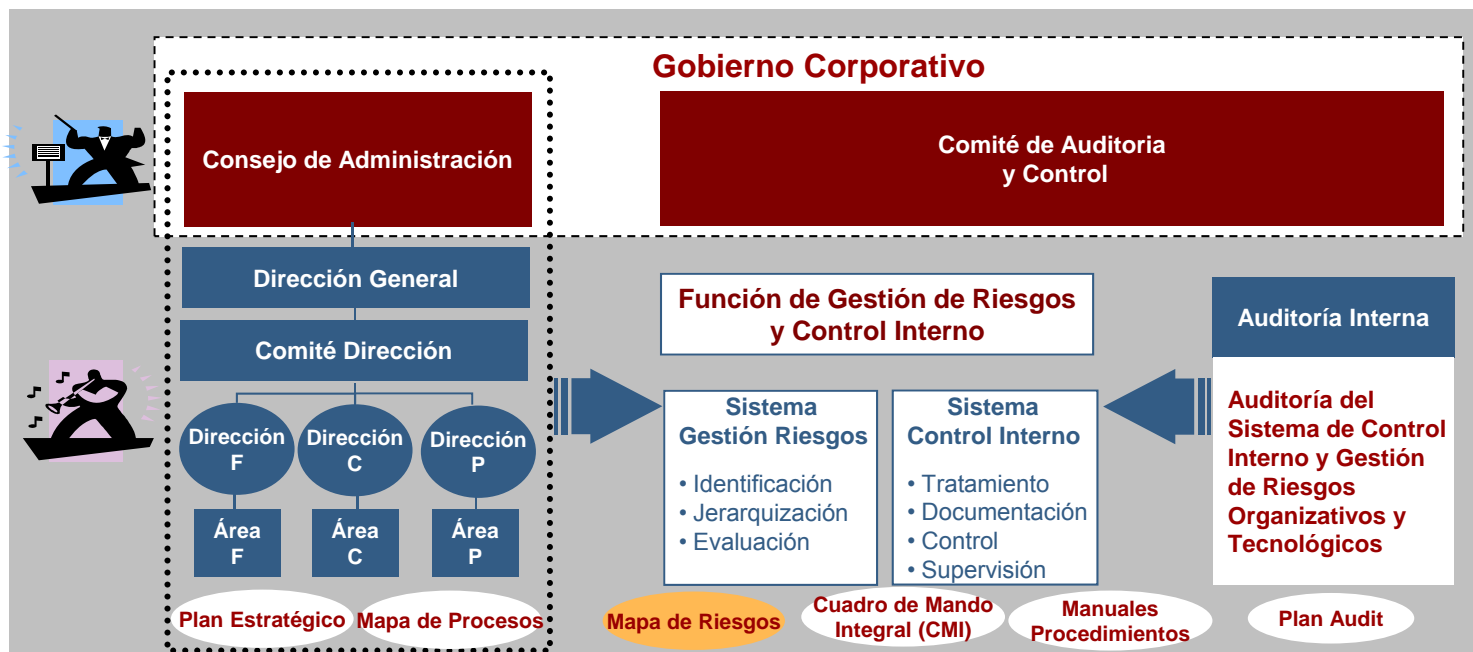 Gobierno Corporativo
Consejo de Administración
Comité de Auditoria
y Control
Dirección General
Comité Dirección
Dirección
F
Dirección
C
Dirección
P
Área
F
Área
C
Área
P
Plan Estratégico
Mapa de Procesos
Función de Gestión de Riesgos
y Control Interno
Sistema
Gestión Riesgos
• Identificación
• Jerarquización
• Evaluación
Sistema
Control Interno
• Tratamiento
• Documentación
• Control
• Supervisión
Mapa de Riesgos
Cuadro de Mando
Integral (CMI)
Manuales
Procedimientos
Auditoría Interna
Auditoría del
Sistema de Control
Interno y Gestión
de Riesgos
Organizativos y
Tecnológicos
Plan Audit